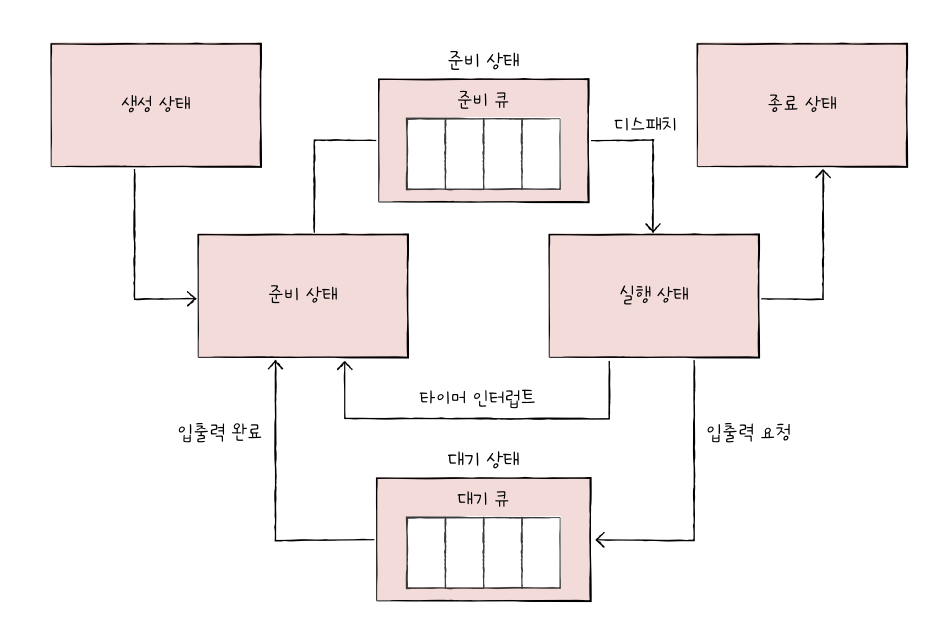 생성 상태
준비 상태
준비 큐
디스패치
종료 상태
준비 상태
실행 상태
타이머 인터럽트
입출력 완료
입출력 요청
대기 상태
대기 큐